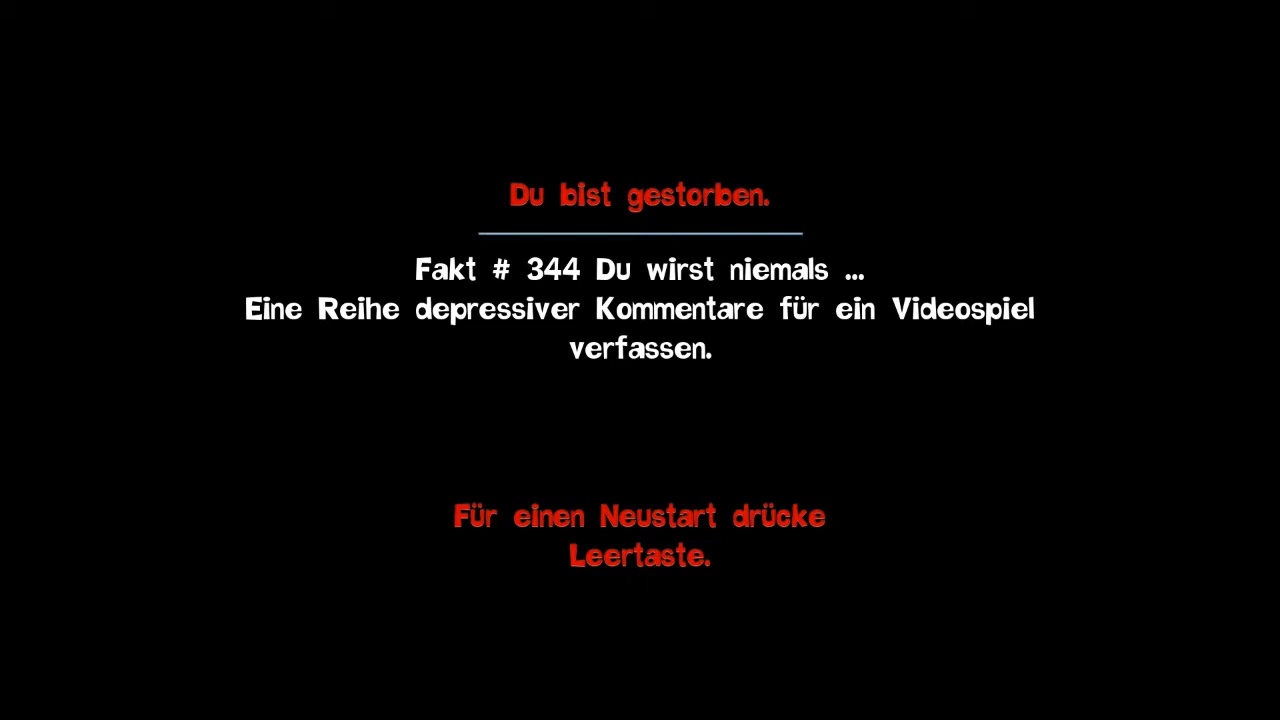 Du bist gestorben.
Fakt # 344 Du wirst niemals ...
Eine Reihe depressiver Kommentare für ein Videospiel
verfassen.
Für einen Neustart drücke
Leertaste.